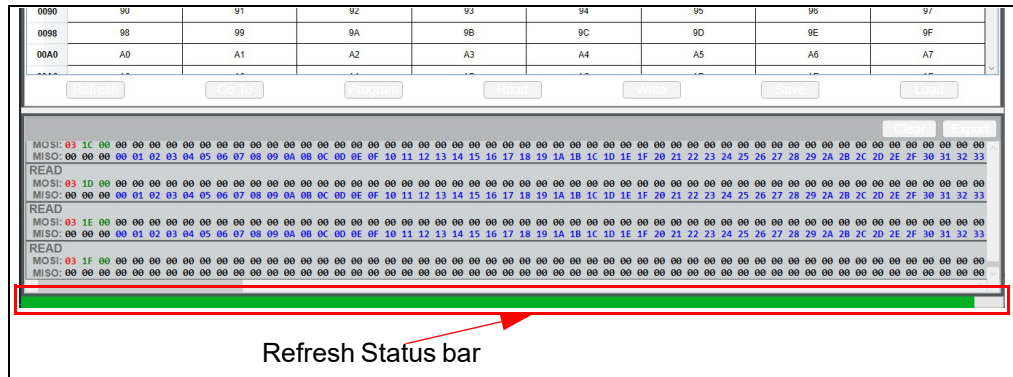 0090 90 91 92 93 94 95 96 97
0098 98 99 9A 9B 9C 9D 9E 9F
00A0 A0 A1 A2 A3 A4 A5 A6 A7
Refresh Go To Program Read Write Save Load
Clear Export
MOSI: 03 1C 00 00 00 00 00 00 00 00 00 00 00 00 00 00 00 00 00 00 00 00 00 00 00 00 00 00 00 00 00 00 00 00 00 00 00 00 00 00 00 00 00 00 00 00 00 00 00 00 00 00 00 00 00
MISO: 00 00 00 00 01 02 03 04 05 06 07 08 09 0A 0B 0C 0D 0E 0F 10 11 12 13 14 15 16 17 18 19 1A 1B 1C 1D 1E 1F 20 21 22 23 24 25 26 27 28 29 2A 2B 2C 2D 2E 2F 30 31 32 33
READ
MOSI: 03 1D 00 00 00 00 00 00 00 00 00 00 00 00 00 00 00 00 00 00 00 00 00 00 00 00 00 00 00 00 00 00 00 00 00 00 00 00 00 00 00 00 00 00 00 00 00 00 00 00 00 00 00 00 00
MISO: 00 00 00 00 01 02 03 04 05 06 07 08 09 0A 0B 0C 0D 0E 0F 10 11 12 13 14 15 16 17 18 19 1A 1B 1C 1D 1E 1F 20 21 22 23 24 25 26 27 28 29 2A 2B 2C 2D 2E 2F 30 31 32 33
READ
MOSI: 03 1E 00 00 00 00 00 00 00 00 00 00 00 00 00 00 00 00 00 00 00 00 00 00 00 00 00 00 00 00 00 00 00 00 00 00 00 00 00 00 00 00 00 00 00 00 00 00 00 00 00 00 00 00 00
MISO: 00 00 00 00 01 02 03 04 05 06 07 08 09 0A 0B 0C 0D 0E 0F 10 11 12 13 14 15 16 17 18 19 1A 1B 1C 1D 1E 1F 20 21 22 23 24 25 26 27 28 29 2A 2B 2C 2D 2E 2F 30 31 32 33
READ
MOSI: 03 1F 00 00 00 00 00 00 00 00 00 00 00 00 00 00 00 00 00 00 00 00 00 00 00 00 00 00 00 00 00 00 00 00 00 00 00 00 00 00 00 00 00 00 00 00 00 00 00 00 00 00 00 00 00
MISO: 00 00 00 00 00 00 00 00 00 00 00 00 00 00 00 00 00 00 00 00 00 00 00 00 00 00 00 00 00 00 00 00 00 00 00 00 00 00 00 00 00 00 00 00 00 00 00 00 00 00 00 00 00 00 00
Refresh Status bar